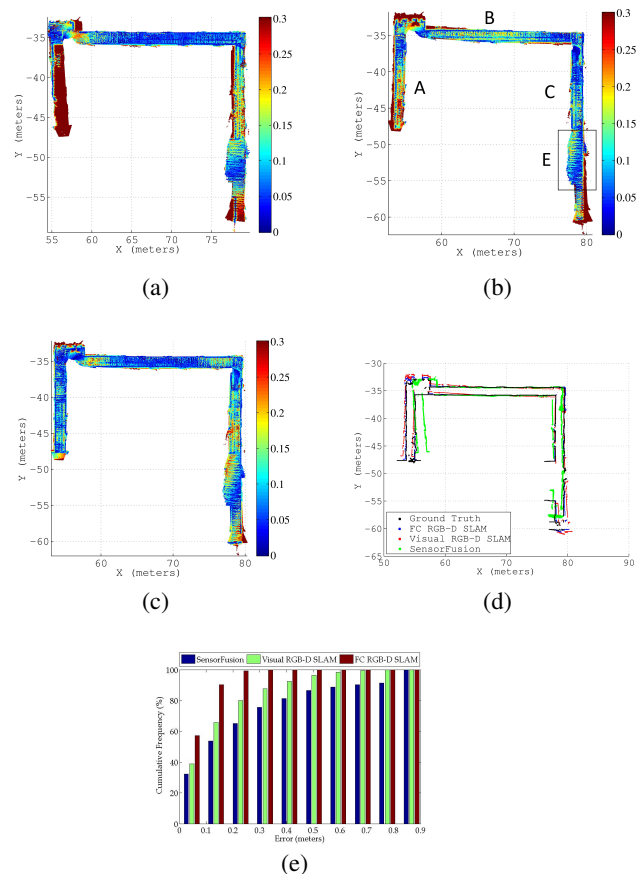 0.3
0.25
0.2
0.15
0.1
0.05
0
-35
-40
-45
-50
-55
Y (meters)
55 60 65 70 75
X (meters)
(a)
A
B
C
E
0.3
0.25
0.2
0.15
0.1
0.05
0
-35
-40
-45
-50
-55
-60
Y (meters)
60 70 80
X (meters)
(b)
0.3
0.25
0.2
0.15
0.1
0.05
0
-35
-40
-45
-50
-55
-60
Y (meters)
60 70 80
X (meters)
(c)
-30
-35
-40
-45
-50
-55
-60
-65
Y (meters)
Ground Truth
FC RGB-D SLAM
Visual RGB-D SLAM
SensorFusion
50 60 70 80 90
X (meters)
(d)
SensorFusion Visual RGB-D SLAM FC RGB-D SLAM
100
80
60
40
20
0
Cumulative Frequency (%)
0 0.1 0.2 0.3 0.4 0.5 0.6 0.7 0.8 0.9
Error (meters)
(e)